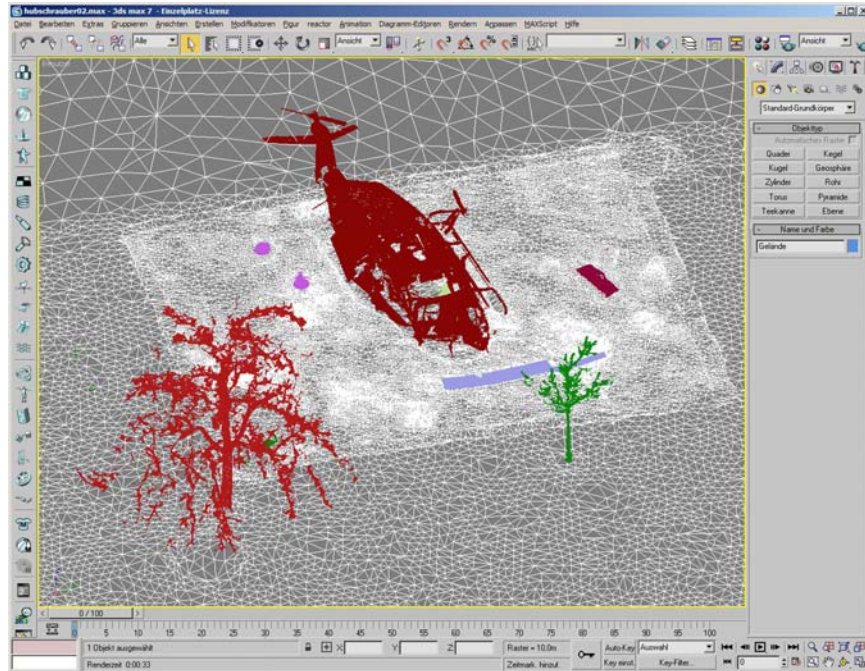 hubschrauber02.max - 3ds max 7 - Einzelplatz-Lizenz
Datei Bearbeiten Extras Gruppieren Ansichten Erstellen Modifikatoren Figur reactor Animation Diagramm-Editoren Rendern Anpassen MAXScript Hilfe
Alle Ansicht Ansicht
Standard-Grundkörper
- Objekttyp
Automatisches Raster
Quader Kegel
Kugel Geosphäre
Zylinder Rohr
Torus Pyramide
Teekanne Ebene
- Name und Farbe
Gelände
0 / 100
0 5 10 15 20 25 30 35 40 45 50 55 60 65 70 75 80 85 90 95 100
1 Objekt ausgewählt X: Y: Z: Raster = 10,0m Auto-Key Auswahl
Renderzeit 0:00:33 Zeitmark. hinzuf. Key einst. Key-Filter... 0